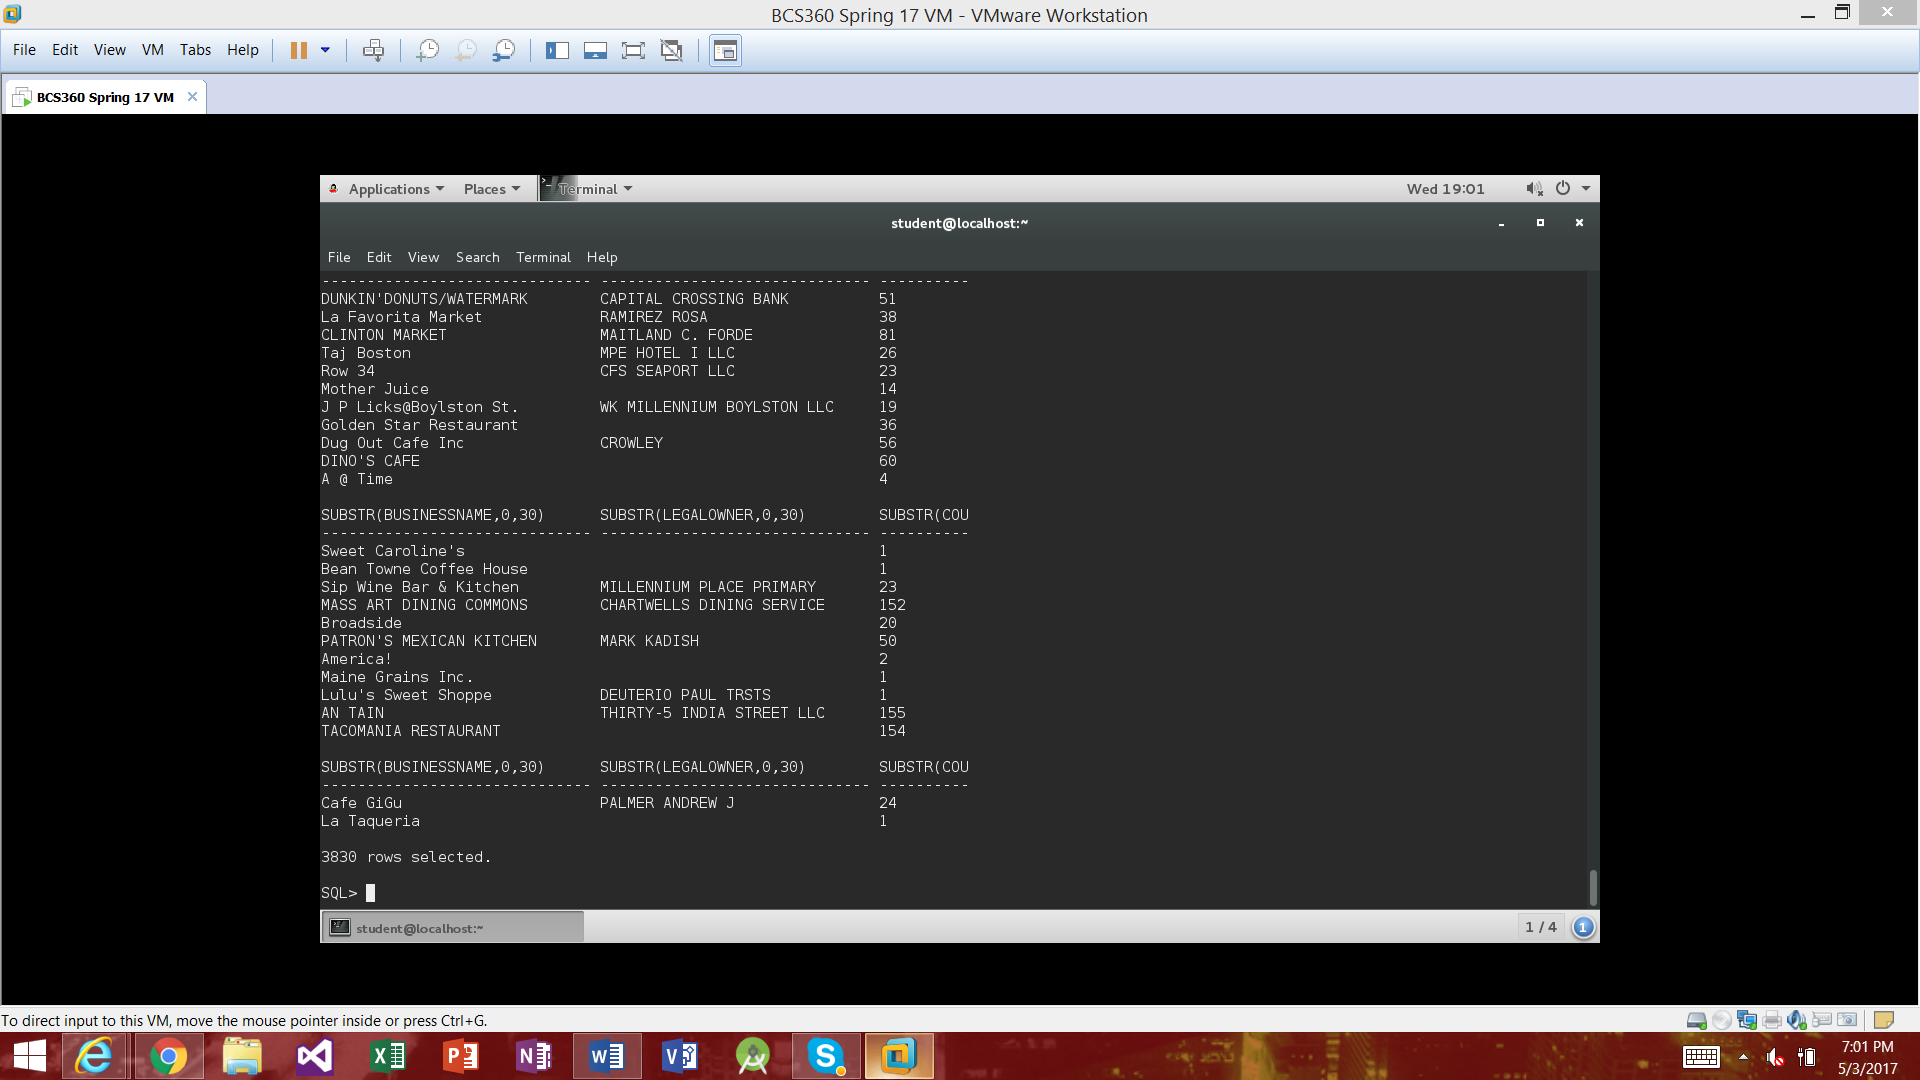 BCS360 Spring 17 VM - VMware Workstation
File Edit View VM Tabs Help
BCS360 Spring 17 VM
Applications Places Terminal Wed 19:01
student@localhost:~
File Edit View Search Terminal Help
------------------------------ ------------------------------ ----------
DUNKIN'DONUTS/WATERMARK CAPITAL CROSSING BANK 51
La Favorita Market RAMIREZ ROSA 38
CLINTON MARKET MAITLAND C. FORDE 81
Taj Boston MPE HOTEL I LLC 26
Row 34 CFS SEAPORT LLC 23
Mother Juice 14
J P Licks@Boylston St. WK MILLENNIUM BOYLSTON LLC 19
Golden Star Restaurant 36
Dug Out Cafe Inc CROWLEY 56
DINO'S CAFE 60
A @ Time 4
SUBSTR(BUSINESSNAME,0,30) SUBSTR(LEGALOWNER,0,30) SUBSTR(COU
------------------------------ ------------------------------ ----------
Sweet Caroline's 1
Bean Towne Coffee House 1
Sip Wine Bar & Kitchen MILLENNIUM PLACE PRIMARY 23
MASS ART DINING COMMONS CHARTWELLS DINING SERVICE 152
Broadside 20
PATRON'S MEXICAN KITCHEN MARK KADISH 50
America! 2
Maine Grains Inc. 1
Lulu's Sweet Shoppe DEUTERIO PAUL TRSTS 1
AN TAIN THIRTY-5 INDIA STREET LLC 155
TACOMANIA RESTAURANT 154
SUBSTR(BUSINESSNAME,0,30) SUBSTR(LEGALOWNER,0,30) SUBSTR(COU
------------------------------ ------------------------------ ----------
Cafe GiGu PALMER ANDREW J 24
La Taqueria 1
3830 rows selected.
SQL>
student@localhost:~ 1 / 4 1
To direct input to this VM, move the mouse pointer inside or press Ctrl+G.
7:01 PM
5/3/2017